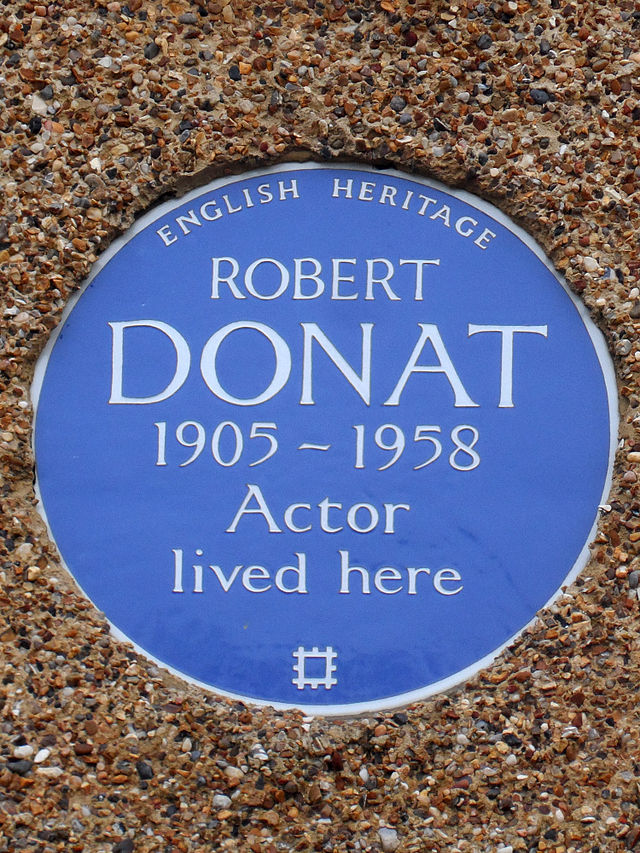 ENGLISH HERITAGE
ROBERT
DONAT
1905 ~ 1958
Actor
lived here